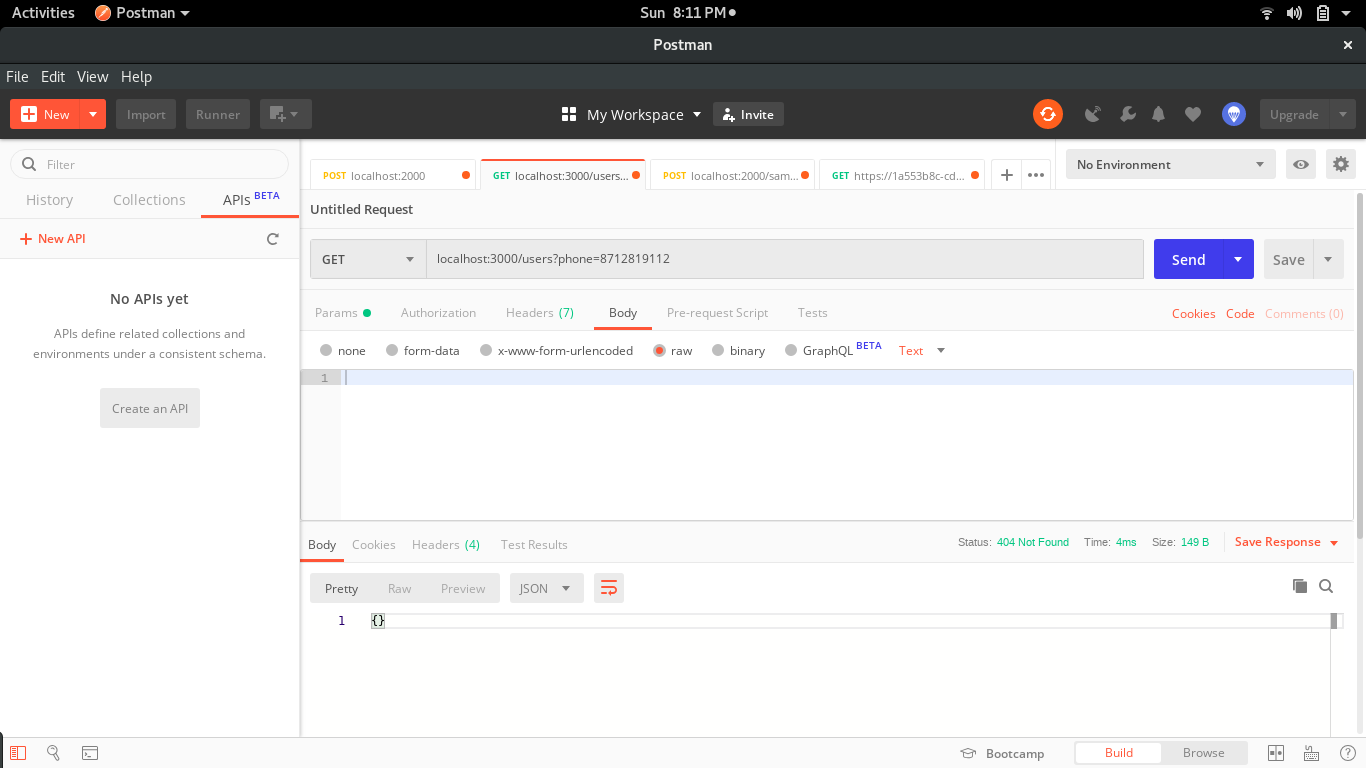 Activities Postman Sun 8:11 PM
Postman
File Edit View Help
New Import Runner My Workspace Invite Upgrade
Filter
History Collections APIs BETA
New API
No APIs yet
APIs define related collections and
environments under a consistent schema.
Create an API
POST localhost:2000 GET localhost:3000/users... POST localhost:2000/sam... GET https://1a553b8c-cd... No Environment
Untitled Request
GET localhost:3000/users?phone=8712819112 Send Save
Params Authorization Headers (7) Body Pre-request Script Tests Cookies Code Comments (0)
none form-data x-www-form-urlencoded raw binary GraphQL BETA Text
1
Body Cookies Headers (4) Test Results Status: 404 Not Found Time: 4ms Size: 149 B Save Response
Pretty Raw Preview JSON
1 {}
Bootcamp Build Browse